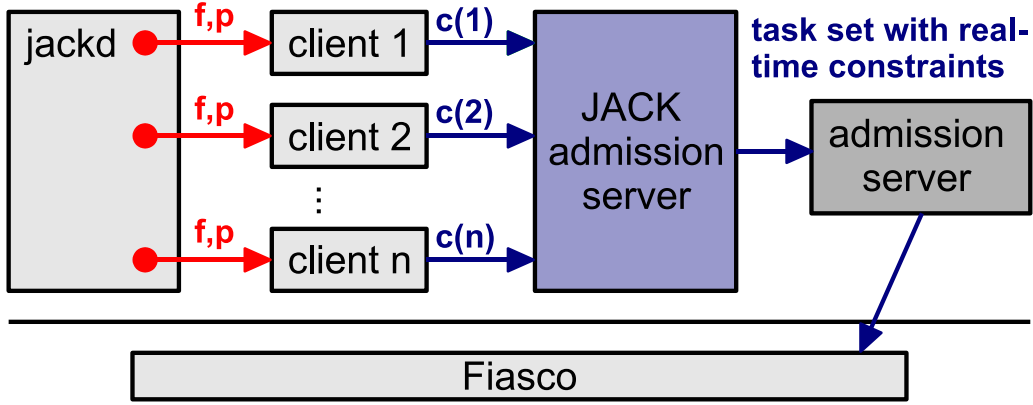 jackd
f,p
client 1
c(1)
f,p
client 2
c(2)
⋮
f,p
client n
c(n)
JACK
admission
server
task set with real-
time constraints
admission
server
Fiasco